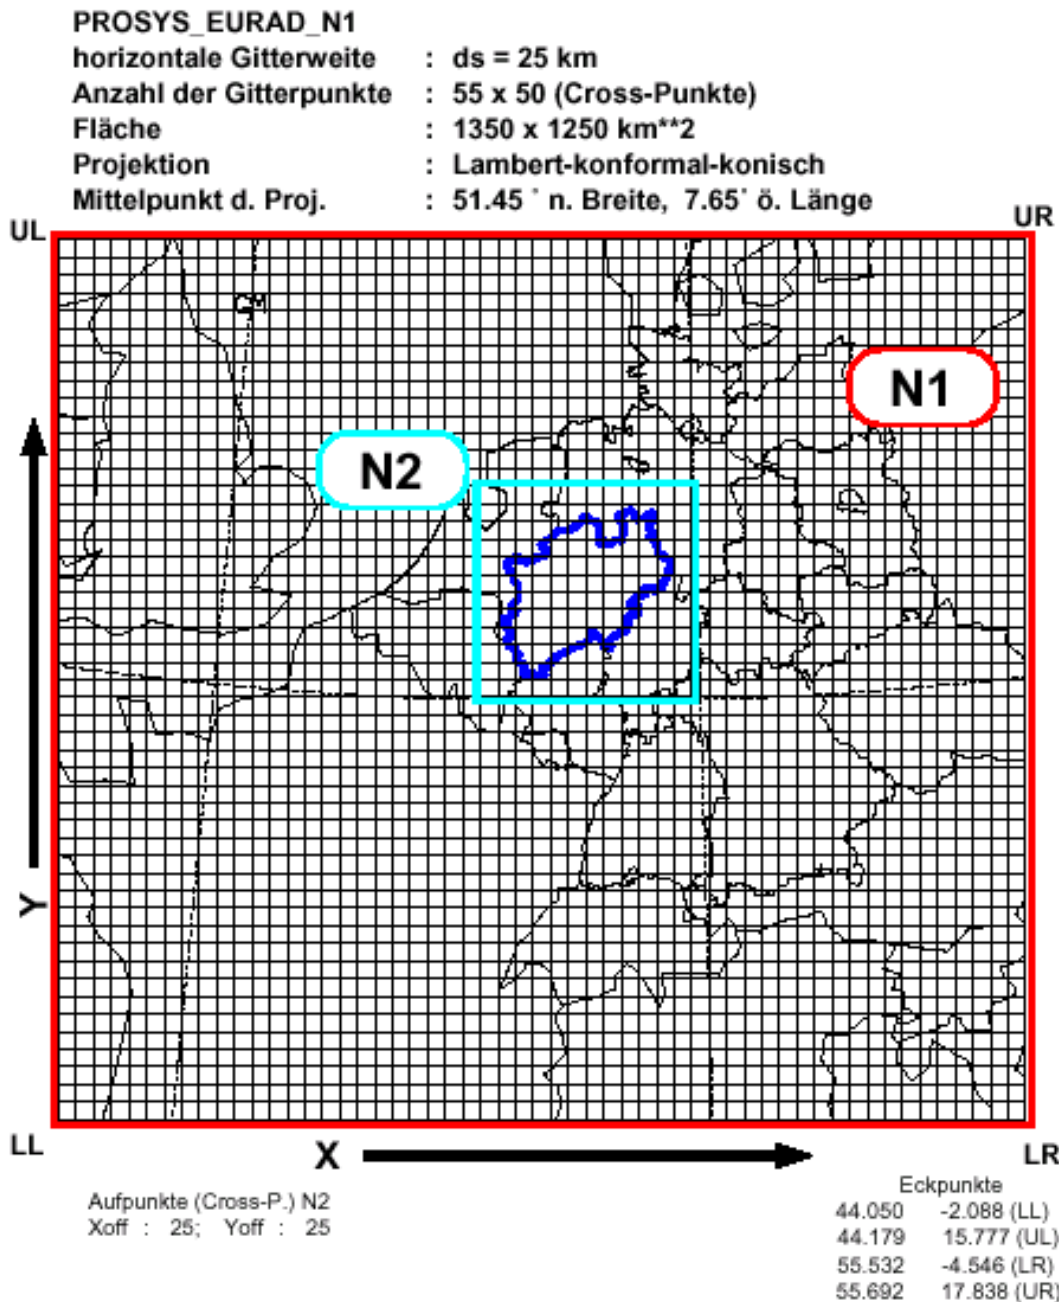 PROSYS_EURAD_N1
horizontale Gitterweite : ds = 25 km
Anzahl der Gitterpunkte : 55 x 50 (Cross-Punkte)
Fläche : 1350 x 1250 km**2
Projektion : Lambert-konformal-konisch
Mittelpunkt d. Proj. : 51.45 ° n. Breite, 7.65° ö. Länge
UL UR
N1
N2
Y
LL X LR
Aufpunkte (Cross-P.) N2
Xoff : 25; Yoff : 25
Eckpunkte
44.050 -2.088 (LL)
44.179 15.777 (UL)
55.532 -4.546 (LR)
55.692 17.838 (UR)